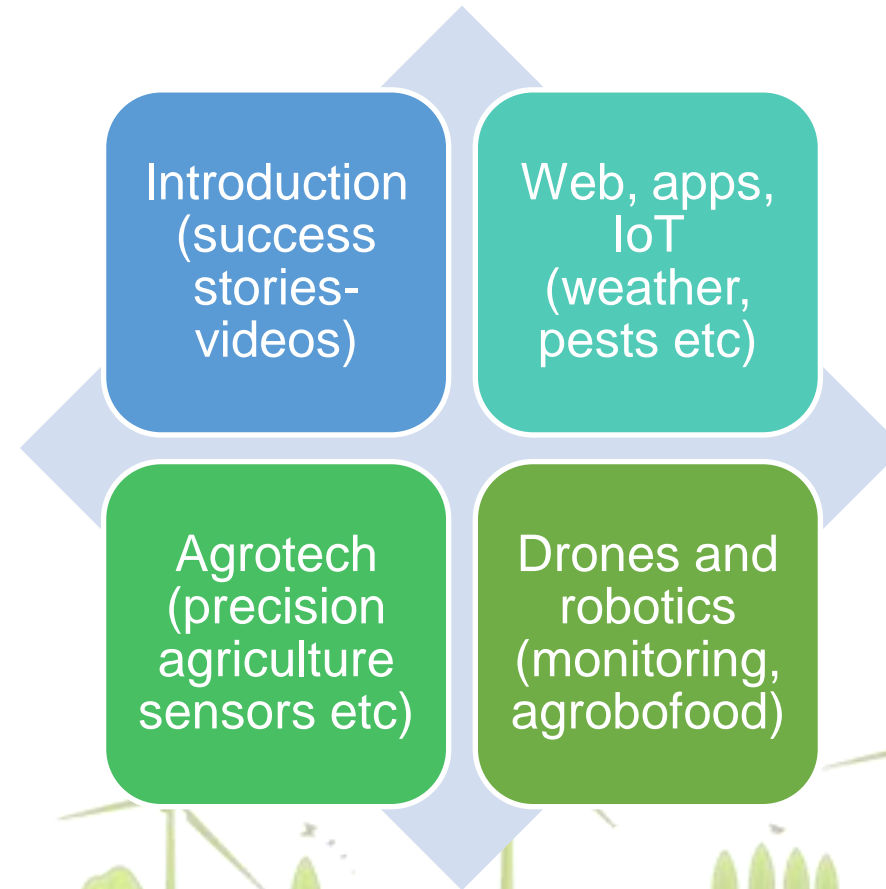 Introduction
(success
stories-
videos)
Web, apps,
IoT
(weather,
pests etc)
Agrotech
(precision
agriculture
sensors etc)
Drones and
robotics
(monitoring,
agrobofood)